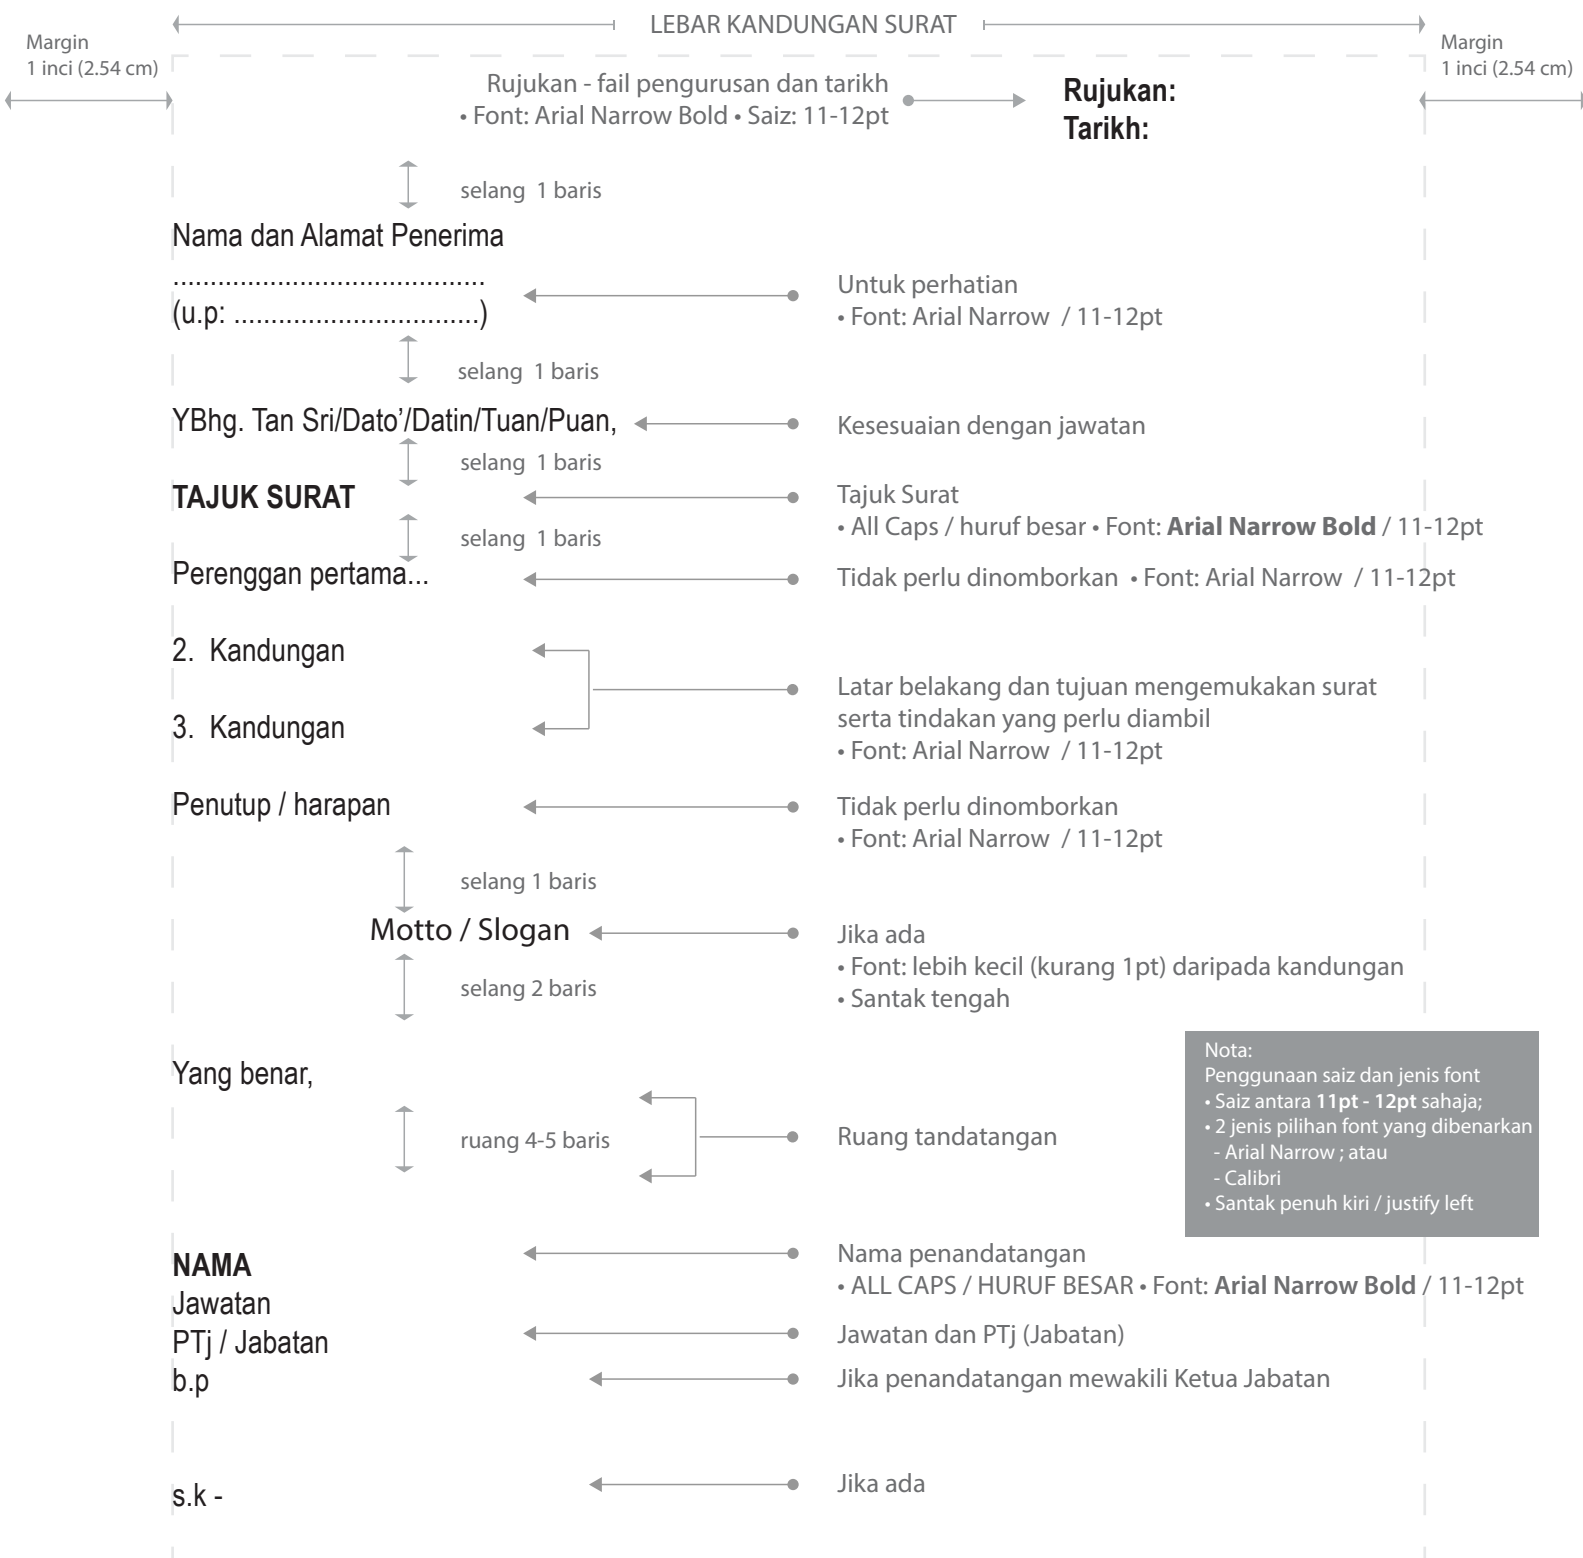 LEBAR KANDUNGAN SURAT
Margin
1 inci (2.54 cm)
Margin
1 inci (2.54 cm)
Rujukan - fail pengurusan dan tarikh
• Font: Arial Narrow Bold • Saiz: 11-12pt
Rujukan:
Tarikh:
selang 1 baris
Nama dan Alamat Penerima
..........................................
(u.p: .................................)
Untuk perhatian
• Font: Arial Narrow / 11-12pt
selang 1 baris
YBhg. Tan Sri/Dato’/Datin/Tuan/Puan,
Kesesuaian dengan jawatan
selang 1 baris
TAJUK SURAT
Tajuk Surat
• All Caps / huruf besar • Font: Arial Narrow Bold / 11-12pt
selang 1 baris
Perenggan pertama...
Tidak perlu dinomborkan • Font: Arial Narrow / 11-12pt
2. Kandungan
3. Kandungan
Latar belakang dan tujuan mengemukakan surat
serta tindakan yang perlu diambil
• Font: Arial Narrow / 11-12pt
Penutup / harapan
Tidak perlu dinomborkan
• Font: Arial Narrow / 11-12pt
selang 1 baris
Motto / Slogan
Jika ada
• Font: lebih kecil (kurang 1pt) daripada kandungan
• Santak tengah
selang 2 baris
Yang benar,
ruang 4-5 baris
Ruang tandatangan
Nota:
Penggunaan saiz dan jenis font
• Saiz antara 11pt - 12pt sahaja;
• 2 jenis pilihan font yang dibenarkan
- Arial Narrow ; atau
- Calibri
• Santak penuh kiri / justify left
NAMA
Nama penandatangan
• ALL CAPS / HURUF BESAR • Font: Arial Narrow Bold / 11-12pt
Jawatan
PTj / Jabatan
Jawatan dan PTj (Jabatan)
b.p
Jika penandatangan mewakili Ketua Jabatan
s.k -
Jika ada